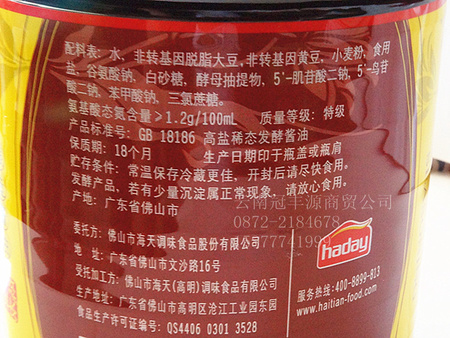 配料表：水、非转基因脱脂大豆、非转基因黄豆、小麦粉、食用
盐、谷氨酸钠、白砂糖、酵母抽提物、5'-肌苷酸二钠、5'-鸟苷
酸二钠、苯甲酸钠、三氯蔗糖。
氨基酸态氮含量≥1.2g/100mL 质量等级：特级
产品标准号：GB 18186 高盐稀态发酵酱油
保质期：18个月 生产日期印于瓶盖或瓶肩
贮存条件：常温保存冷藏更佳，开封后请尽快食用。
发酵产品，若有少量沉淀属正常现象，请放心食用。
产地：广东省佛山市
云南冠丰源商贸公司
0872-2184678
委托方：佛山市海天调味食品股份有限公司
地址：广东省佛山市文沙路16号
haday
受托加工方：佛山市海天（高明）调味食品有限公司
服务热线：400-8899-813
生产地址：广东省佛山市高明区沧江工业园东园
www.haitian-food.com
食品生产许可证编号：QS4406 0301 3528